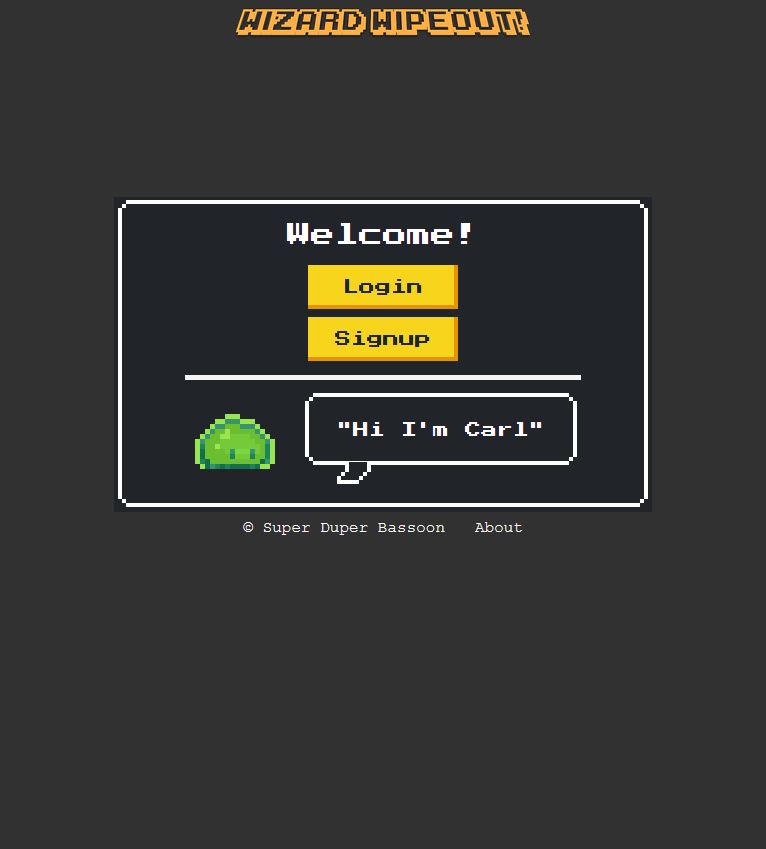 WIZARD WIPEOUT!
Welcome!
Login
Signup
"Hi I'm Carl"
© Super Duper Bassoon About